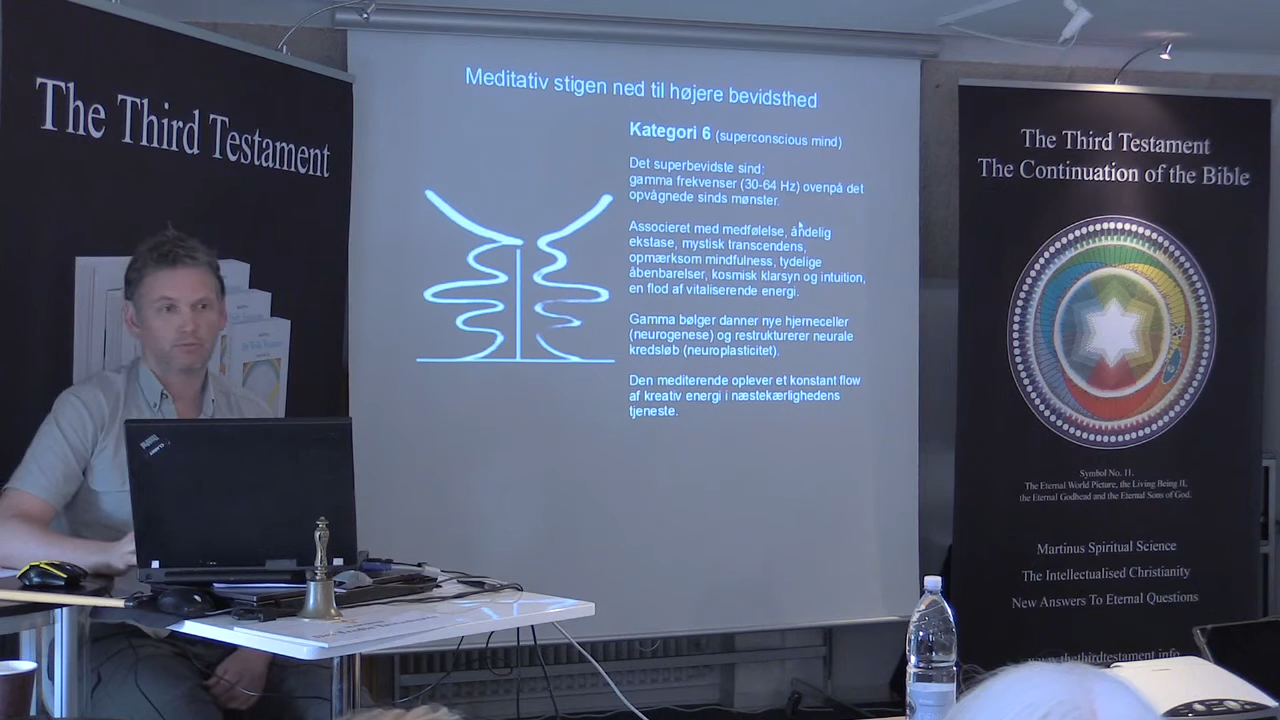 The Third Testament
Meditativ stigen ned til højere bevidsthed
Kategori 6 (superconscious mind)
Det superbevidste sind:
gamma frekvenser (30-64 Hz) ovenpå det
opvågnede sinds mønster.
Associeret med medfølelse, åndelig
ekstase, mystisk transcendens,
opmærksom mindfulness, tydelige
åbenbarelser, kosmisk klarsyn og intuition,
en flod af vitaliserende energi.
Gamma bølger danner nye hjerneceller
(neurogenese) og restrukturerer neurale
kredsløb (neuroplasticitet).
Den mediterende oplever et konstant flow
af kreativ energi i næstekærlighedens
tjeneste.
The Third Testament
The Continuation of the Bible
Symbol No. 11.
The Eternal World Picture, the Living Being II,
the Eternal Godhead and the Eternal Sons of God.
Martinus Spiritual Science
The Intellectualised Christianity
New Answers To Eternal Questions
www.thethirdtestament.info